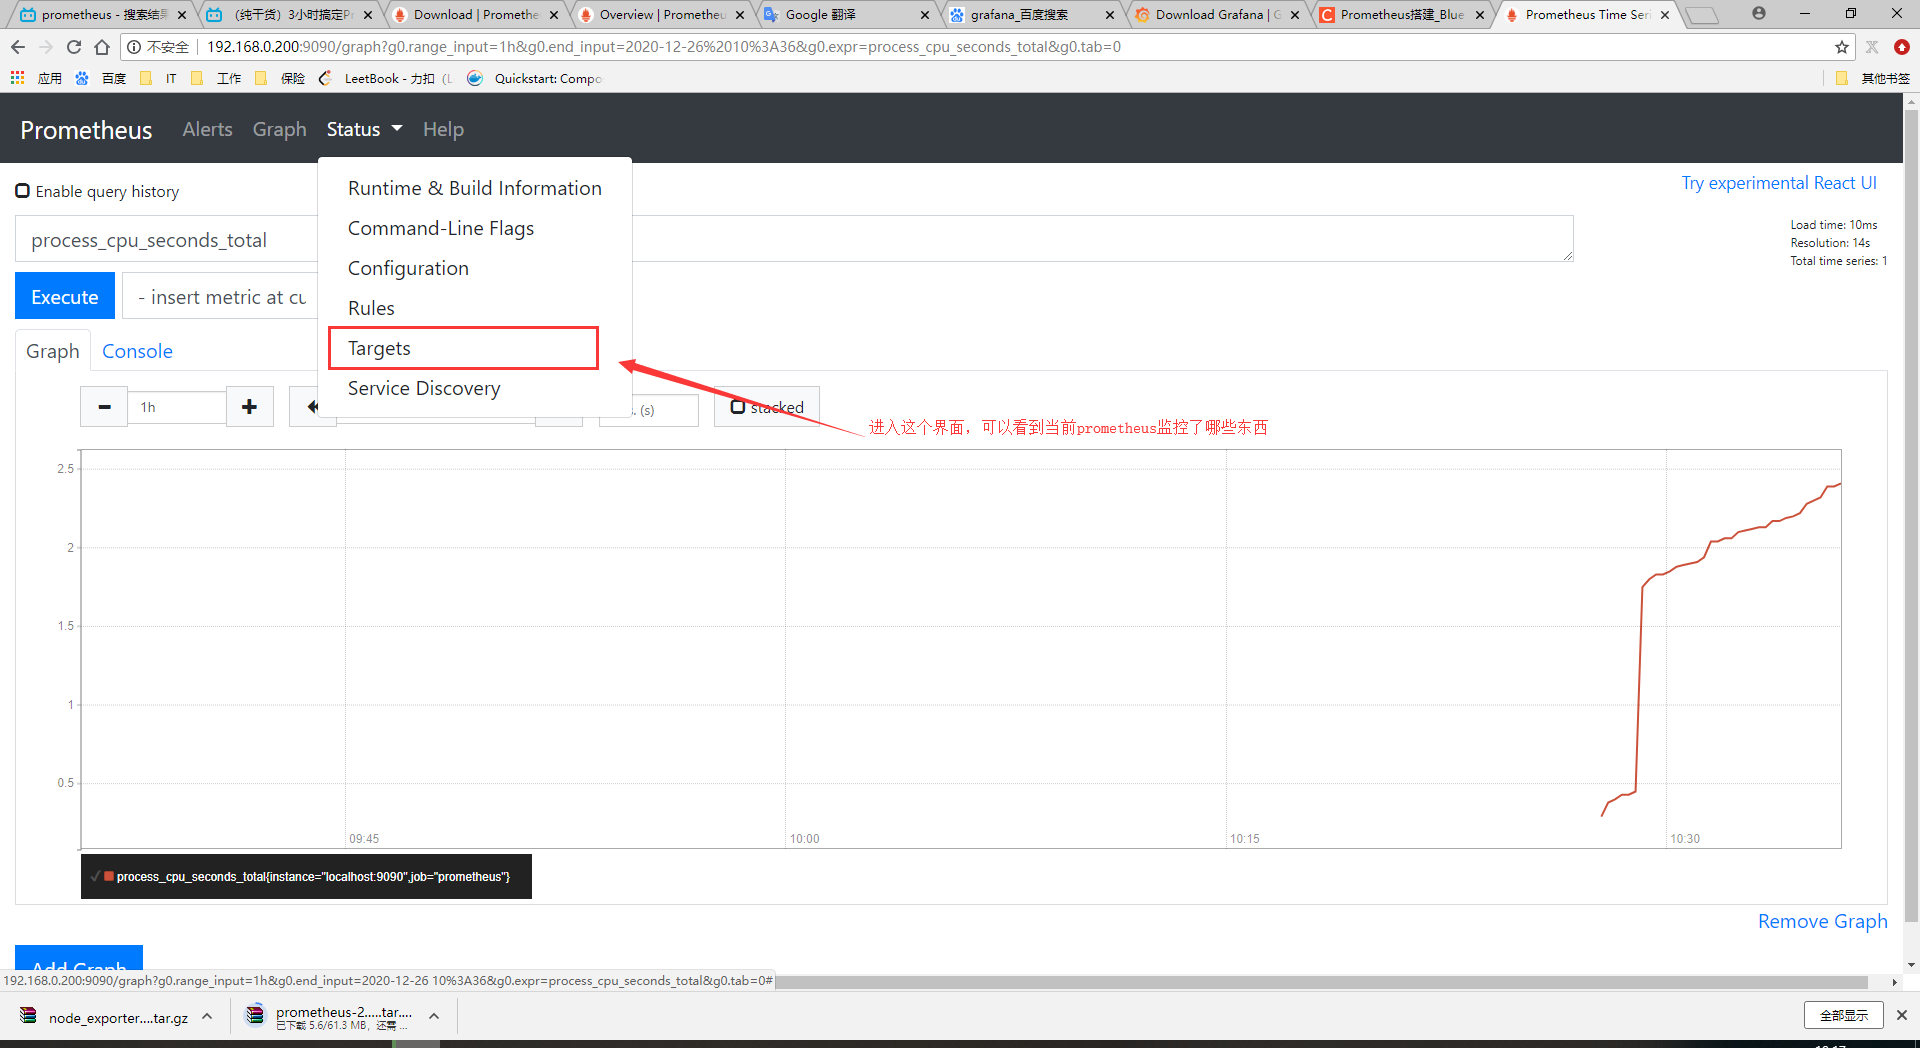 prometheus - 搜索结果
（纯干货）3小时搞定P
Download | Prometheu
Overview | Prometheu
Google 翻译
grafana_百度搜索
Download Grafana | G
Prometheus搭建_Blue
Prometheus Time Seri
不安全
192.168.0.200:9090/graph?g0.range_input=1h&g0.end_input=2020-12-26%2010%3A36&g0.expr=process_cpu_seconds_total&g0.tab=0
应用
百度
IT
工作
保险
LeetBook - 力扣（L
Quickstart: Compo
其他书签
Prometheus
Alerts
Graph
Status
Help
Runtime & Build Information
Command-Line Flags
Configuration
Rules
Targets
Service Discovery
Enable query history
Try experimental React UI
process_cpu_seconds_total
Load time: 10ms
Resolution: 14s
Total time series: 1
Execute
- insert metric at cu
Graph
Console
1h
. (s)
stacked
进入这个界面，可以看到当前prometheus监控了哪些东西
2.5
2
1.5
1
0.5
09:45
10:00
10:15
10:30
process_cpu_seconds_total{instance="localhost:9090",job="prometheus"}
Remove Graph
Add Graph
192.168.0.200:9090/graph?g0.range_input=1h&g0.end_input=2020-12-26 10%3A36&g0.expr=process_cpu_seconds_total&g0.tab=0#
node_exporter....tar.gz
prometheus-2.....tar....
已下载 5.6/61.3 MB，还需 ...
全部显示